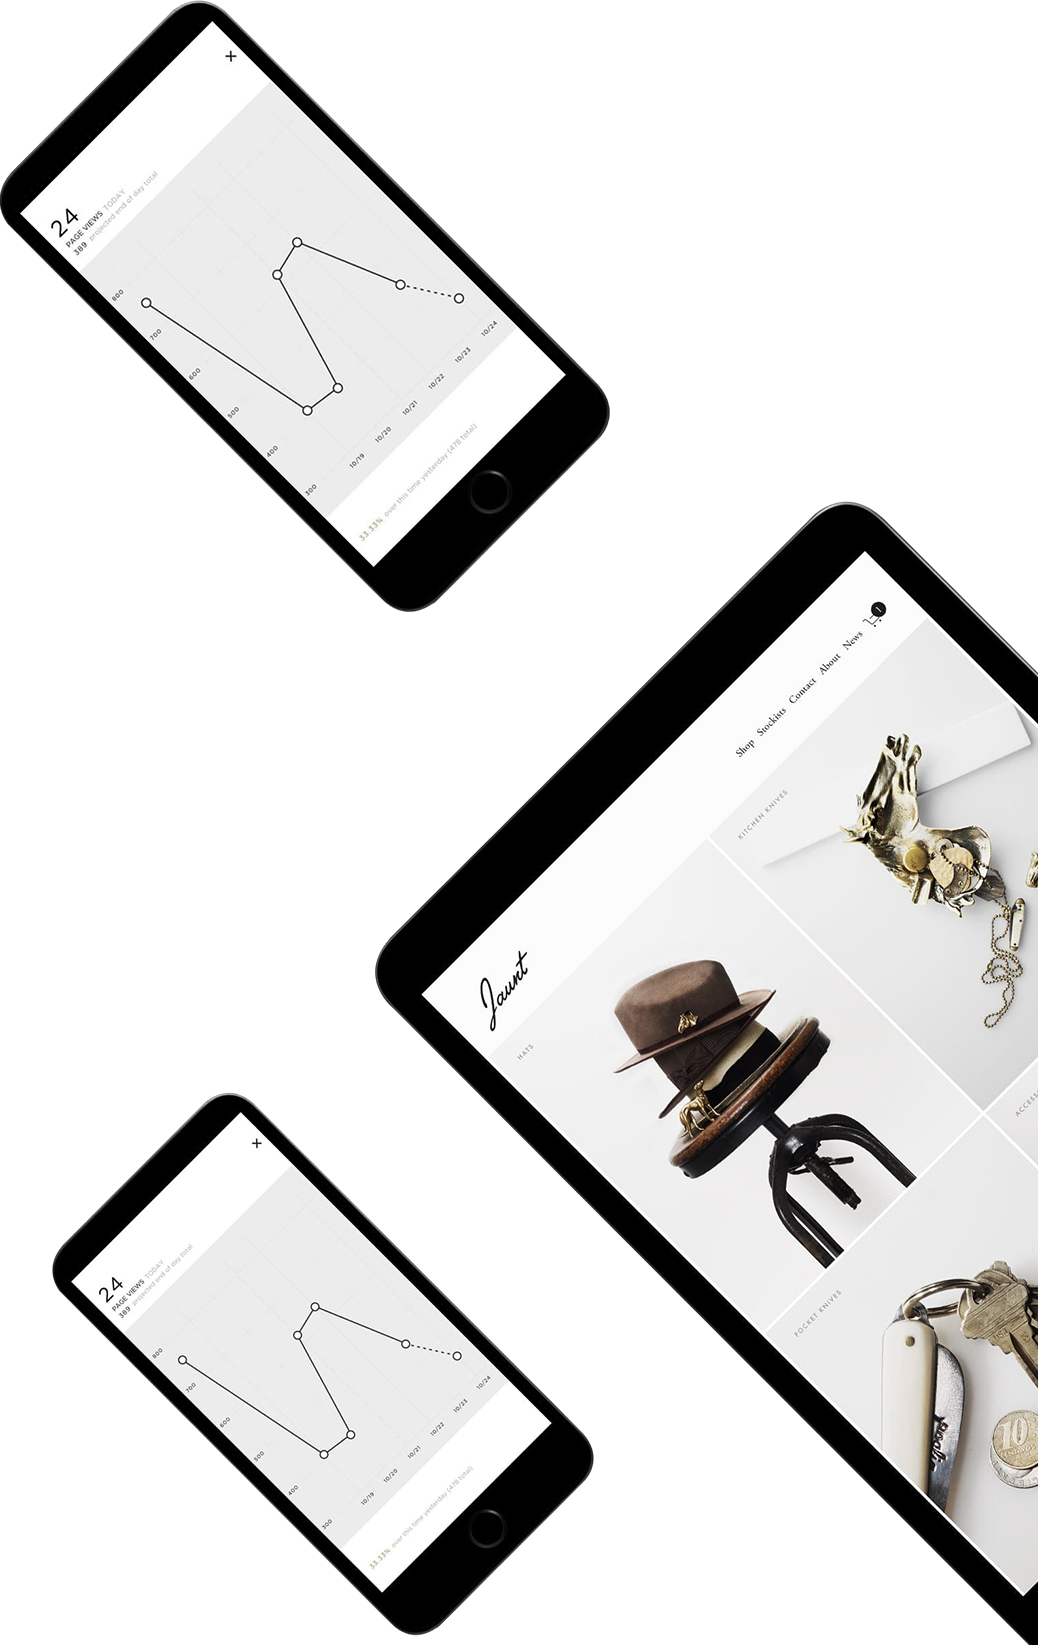 24
PAGE VIEWS TODAY
389 projected end of day total
800
700
600
500
400
300
10/19
10/20
10/21
10/22
10/23
10/24
33.33% over this time yesterday (478 total)
Shop Stockists Contact About News
1
Jaunt
KITCHEN KNIVES
HATS
ACCESS
POCKET KNIVES
10
24
PAGE VIEWS TODAY
389 projected end of day total
800
700
600
500
400
300
10/19
10/20
10/21
10/22
10/23
10/24
33.33% over this time yesterday (478 total)